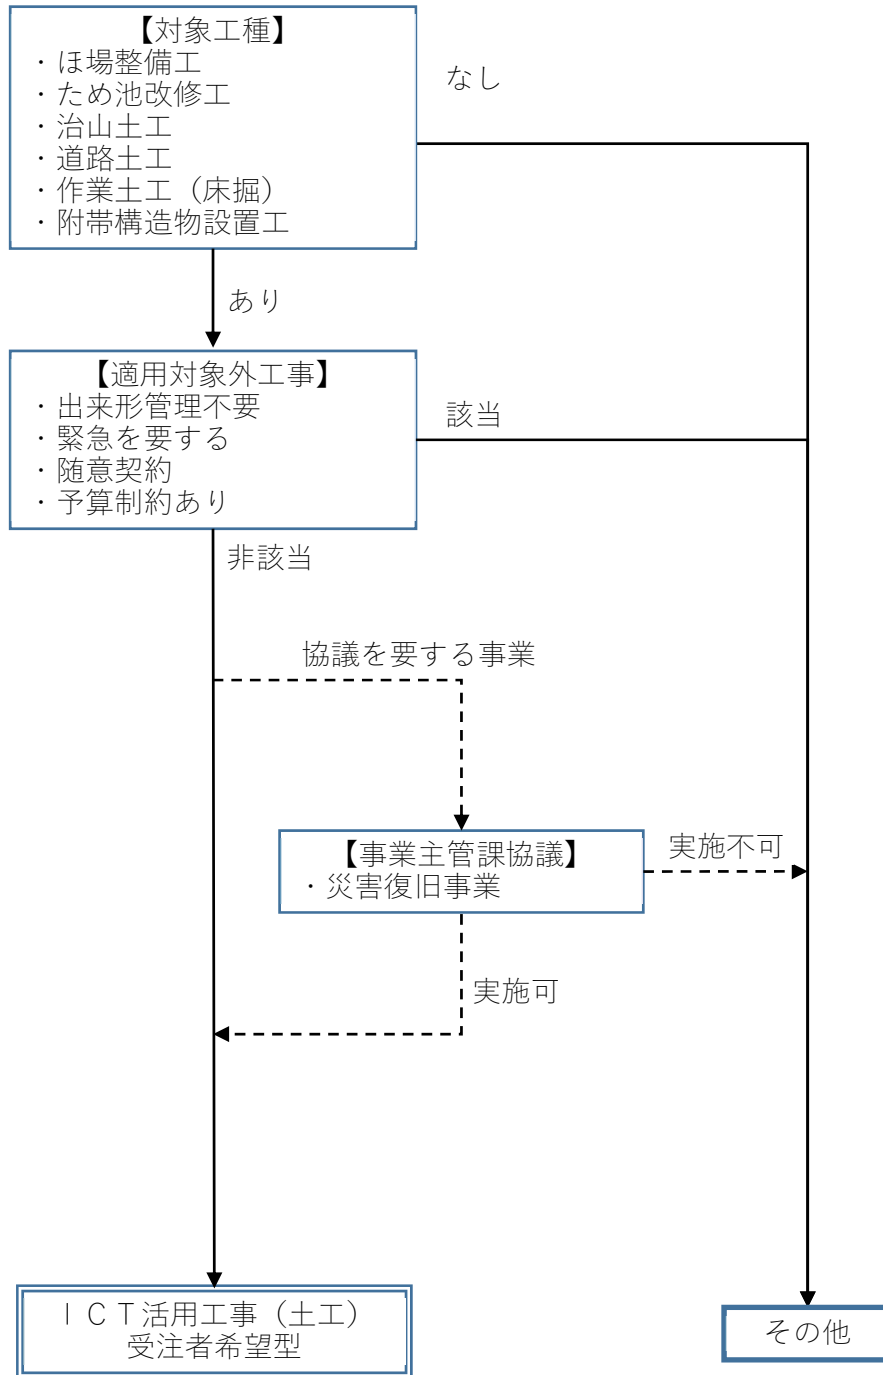 【対象工種】
・ほ場整備工
・ため池改修工
・治山土工
・道路土工
・作業土工（床掘）
・附帯構造物設置工
なし
あり
【適用対象外工事】
・出来形管理不要
・緊急を要する
・随意契約
・予算制約あり
該当
非該当
協議を要する事業
【事業主管課協議】
・災害復旧事業
実施不可
実施可
ＩＣＴ活用工事（土工）
受注者希望型
その他